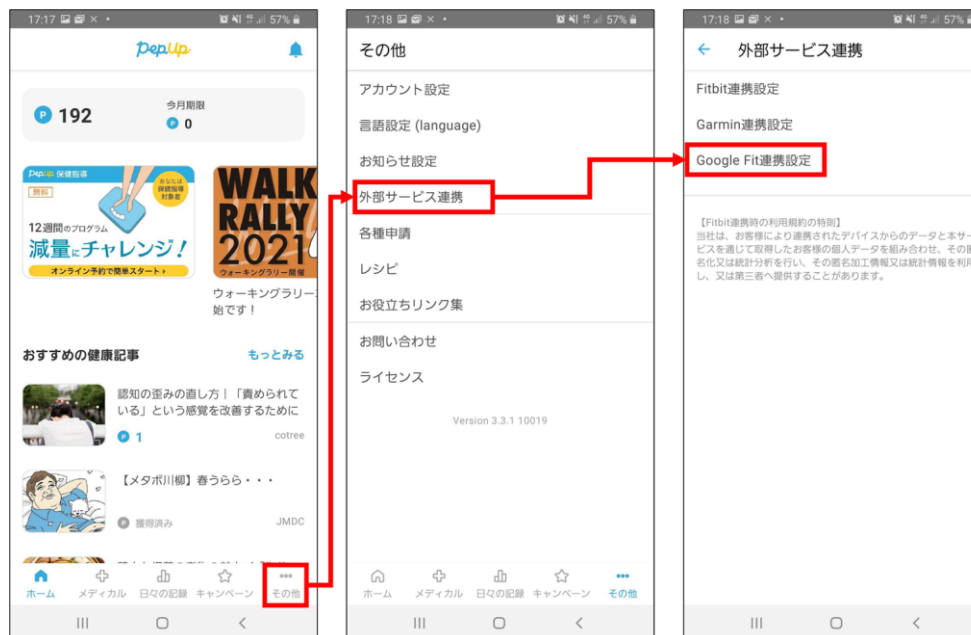 17:17
57%
PepUp
192
今月期限
0
PepUp 保健指導
無料
あなたは
保健指導
対象者
12週間のプログラム
減量にチャレンジ!
オンライン予約で簡単スタート
WALK
RALLY
2021
ウォーキングラリー開催
ウォーキングラリー
始です!
おすすめの健康記事
もっとみる
認知の歪みの直し方|「責められて
いる」という感覚を改善するために
1
cotree
【メタボ川柳】春うらら・・・
獲得済み
JMDC
ホーム
メディカル
日々の記録
キャンペーン
その他
17:18
57%
その他
アカウント設定
言語設定 (language)
お知らせ設定
外部サービス連携
各種申請
レシピ
お役立ちリンク集
お問い合わせ
ライセンス
Version 3.3.1 10019
ホーム
メディカル
日々の記録
キャンペーン
その他
17:18
57%
外部サービス連携
Fitbit連携設定
Garmin連携設定
Google Fit連携設定
【Fitbit連携時の利用規約の特則】
当社は、お客様により連携されたデバイスからのデータと本サー
ビスを通じて取得したお客様の個人データを組み合わせ、その匿
名化又は統計分析を行い、その匿名加工情報又は統計情報を利用
し、又は第三者へ提供することがあります。